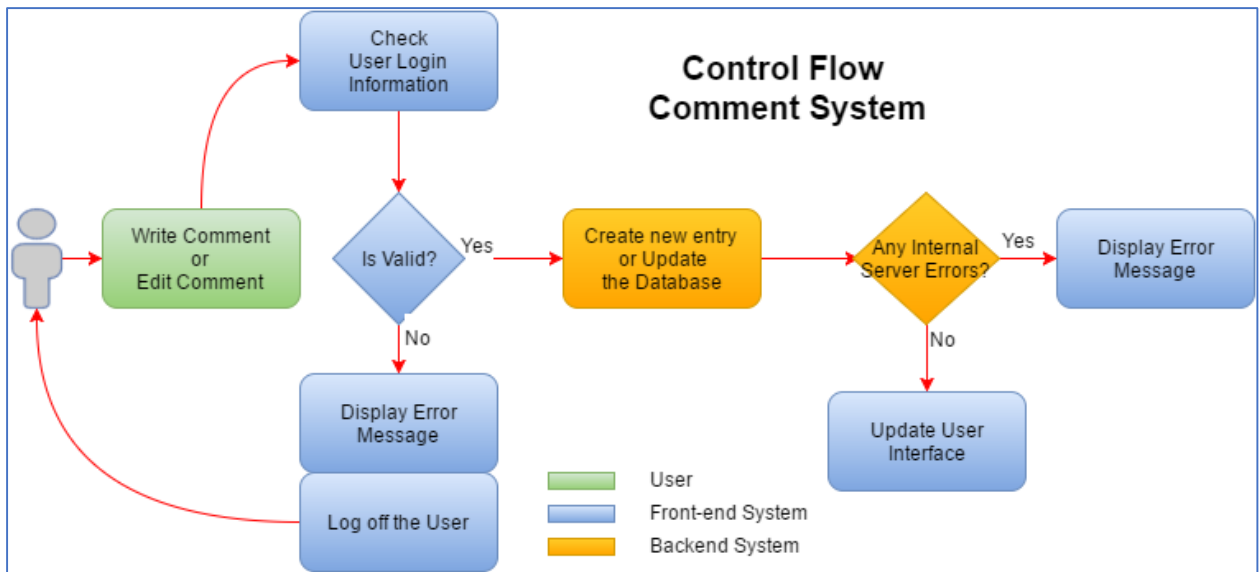 Check
User Login
Information
Control Flow
Comment System
Write Comment
or
Edit Comment
Is Valid?
Yes
Create new entry
or Update
the Database
Any Internal
Server Errors?
Yes
Display Error
Message
No
No
Display Error
Message
Update User
Interface
Log off the User
User
Front-end System
Backend System